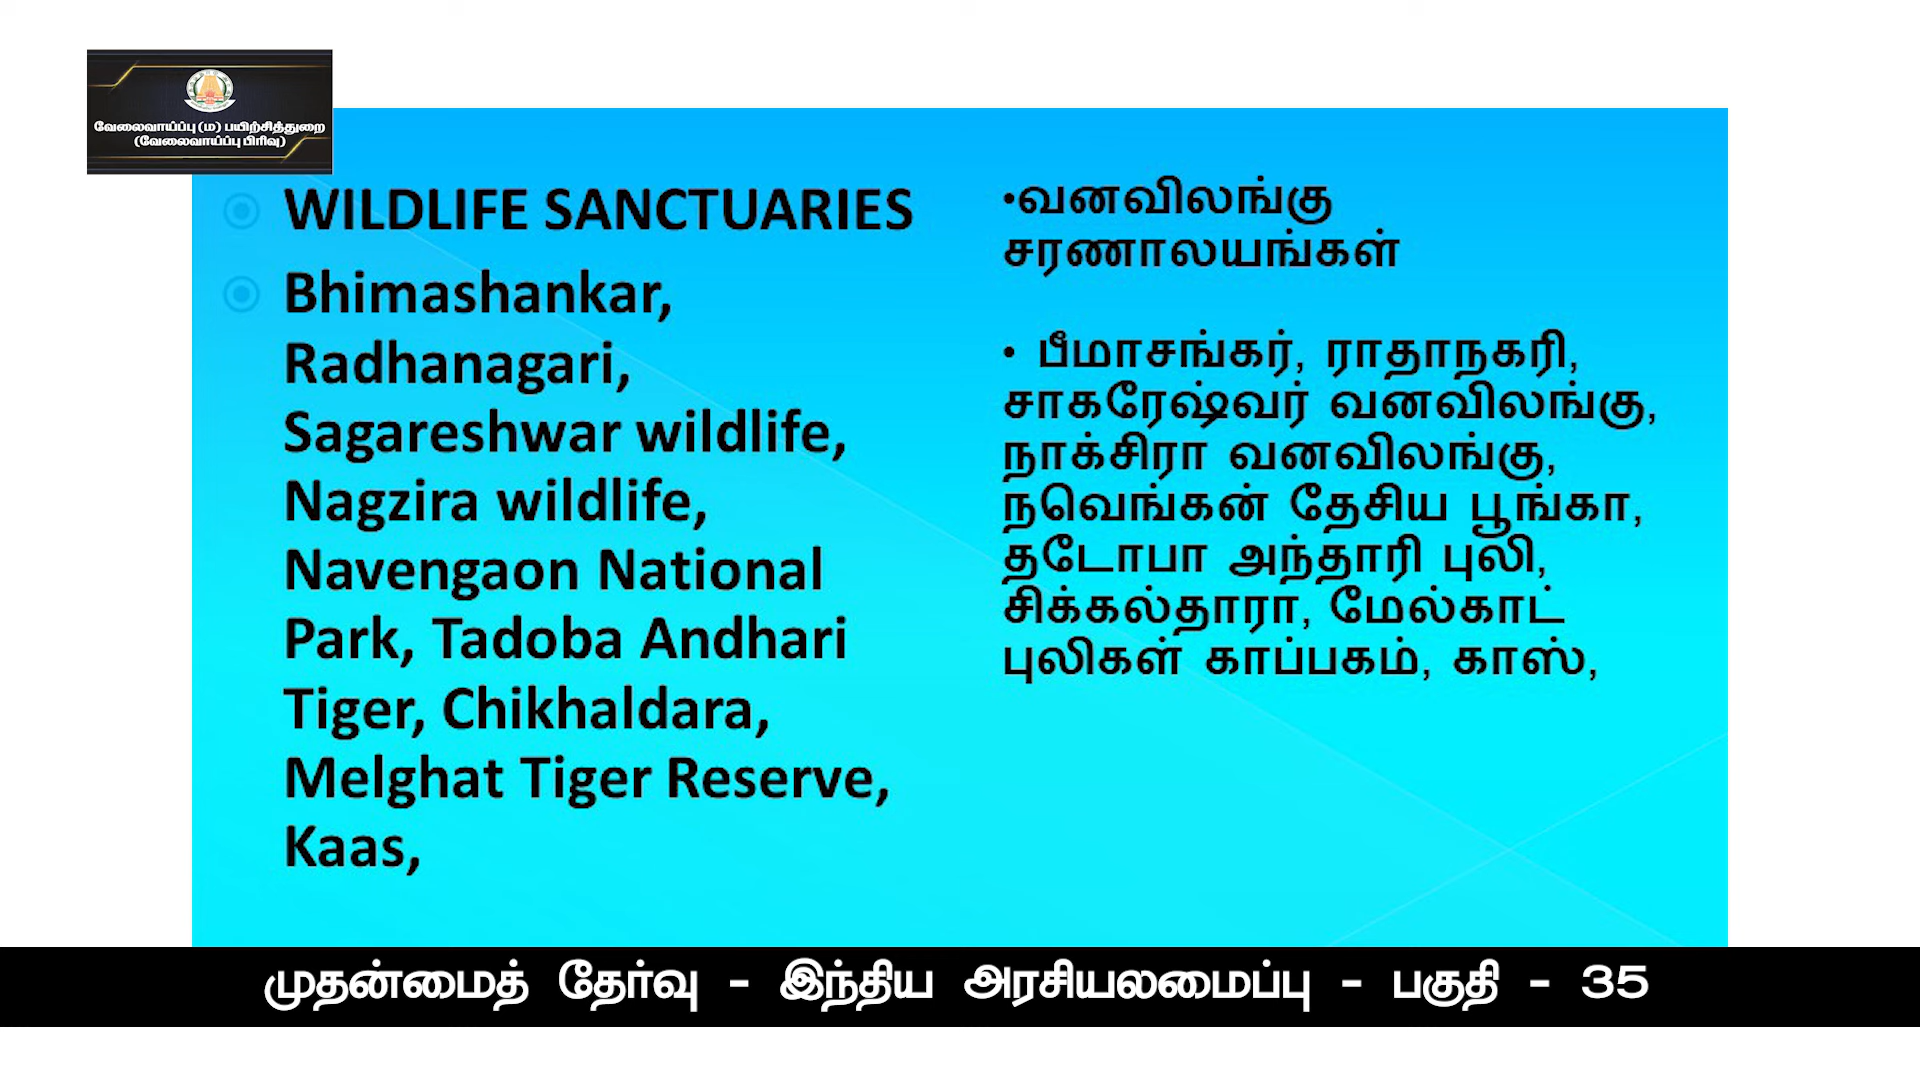 வேலைவாய்ப்பு (ம) பயிற்சித்துறை
(வேலைவாய்ப்பு பிரிவு)
WILDLIFE SANCTUARIES
Bhimashankar,
Radhanagari,
Sagareshwar wildlife,
Nagzira wildlife,
Navengaon National
Park, Tadoba Andhari
Tiger, Chikhaldara,
Melghat Tiger Reserve,
Kaas,
•வனவிலங்கு
சரணாலயங்கள்
• பீமாசங்கர், ராதாநகரி,
சாகரேஷ்வர் வனவிலங்கு,
நாக்சிரா வனவிலங்கு,
நவெங்கன் தேசிய பூங்கா,
தடோபா அந்தாரி புலி,
சிக்கல்தாரா, மேல்காட்
புலிகள் காப்பகம், காஸ்,
முதன்மைத் தேர்வு - இந்திய அரசியலமைப்பு - பகுதி - 35